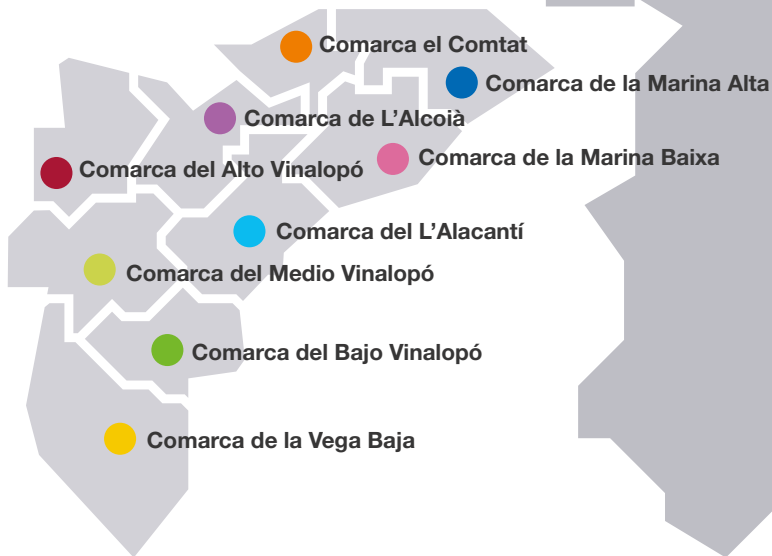 Comarca el Comtat
Comarca de la Marina Alta
Comarca de L'Alcoià
Comarca de la Marina Baixa
Comarca del Alto Vinalopó
Comarca del L'Alacantí
Comarca del Medio Vinalopó
Comarca del Bajo Vinalopó
Comarca de la Vega Baja